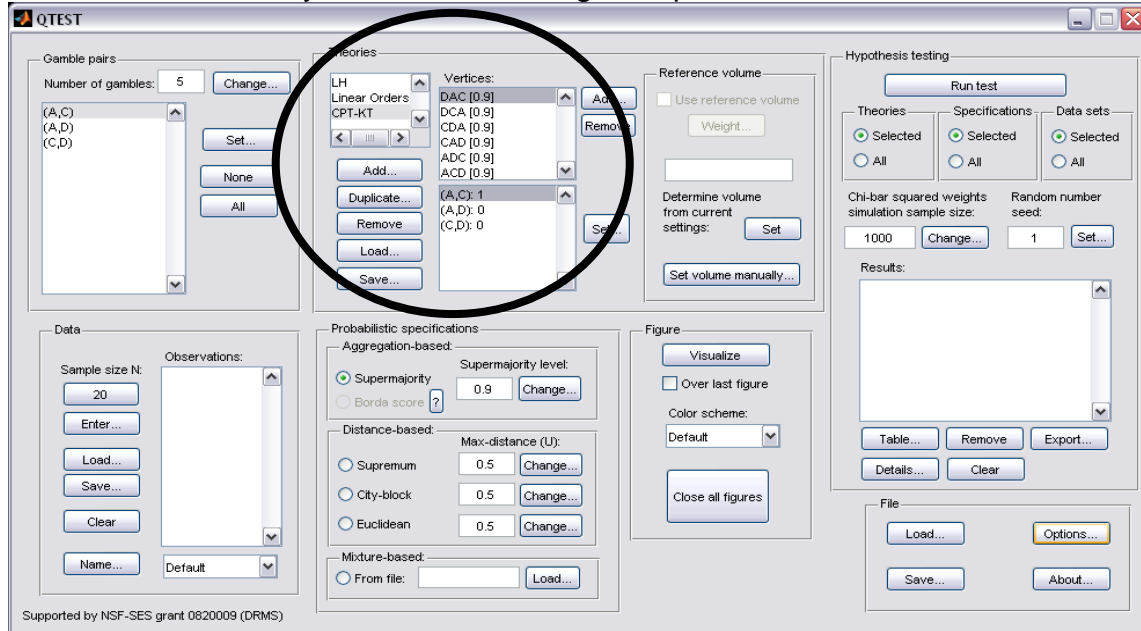 QTEST
Gamble pairs
Number of gambles: 5 Change...
(A,C)
(A,D)
(C,D)
Set...
None
All
Theories
LH
Linear Orders
CPT-KT
Add...
Duplicate...
Remove
Load...
Save...
Vertices:
DAC [0.9]
DCA [0.9]
CDA [0.9]
CAD [0.9]
ADC [0.9]
ACD [0.9]
Remove
(A,C): 1
(A,D): 0
(C,D): 0
Reference volume
Use reference volume
Weight...
Determine volume
from current
settings: Set
Set volume manually...
Hypothesis testing
Run test
Theories
Selected
All
Specifications
Selected
All
Data sets
Selected
All
Chi-bar squared weights
simulation sample size:
1000 Change...
Random number
seed:
1 Set...
Results:
Table... Remove Export...
Details... Clear
Data
Sample size N:
20
Enter...
Load...
Save...
Clear
Name... Default
Observations:
Probabilistic specifications
Aggregation-based:
Supermajority level:
Supermajority 0.9 Change...
Borda score ?
Distance-based:
Max-distance (U):
Supremum 0.5 Change...
City-block 0.5 Change...
Euclidean 0.5 Change...
Mixture-based:
From file: Load...
Figure
Visualize
Over last figure
Color scheme:
Default
Close all figures
File
Load... Options...
Save... About...
Supported by NSF-SES grant 0820009 (DRMS)